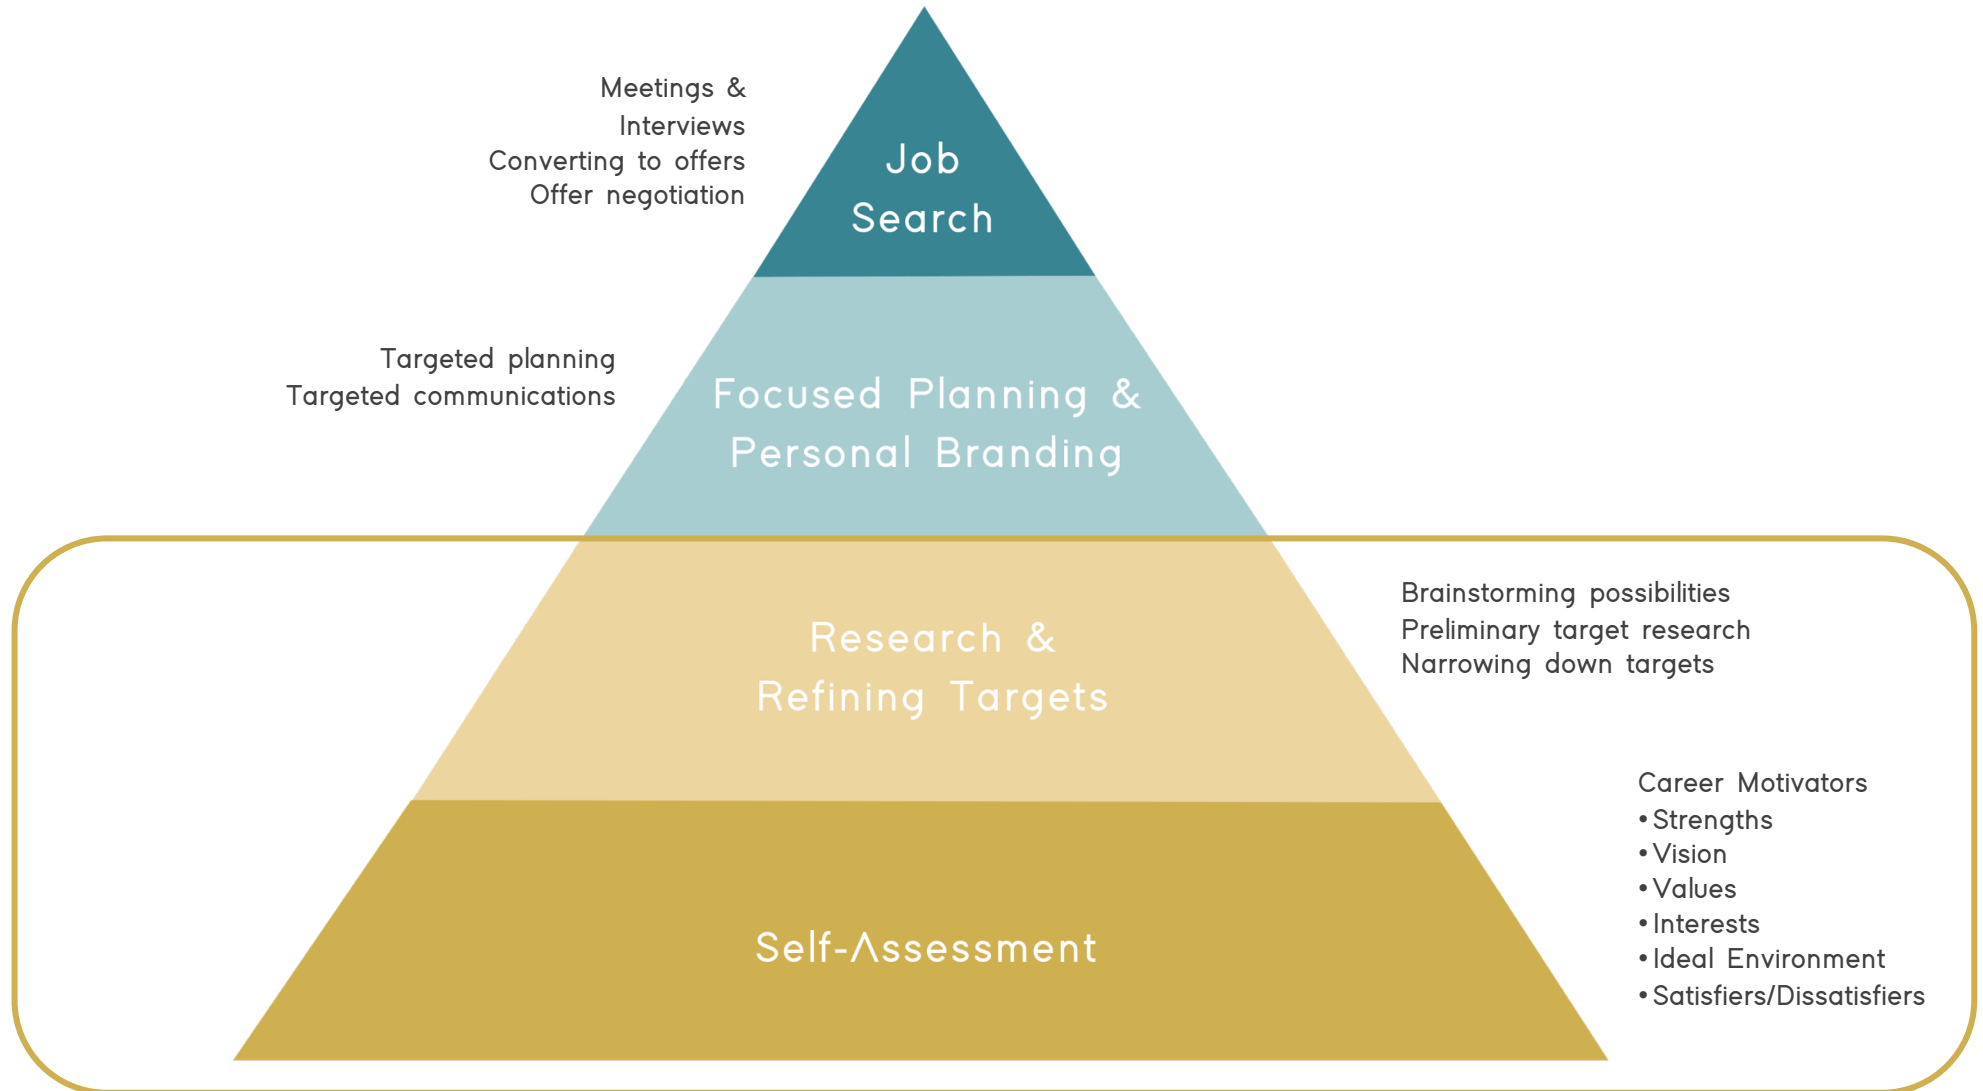 Meetings &
Interviews
Converting to offers
Offer negotiation
Job
Search
Targeted planning
Targeted communications
Focused Planning &
Personal Branding
Research &
Refining Targets
Brainstorming possibilities
Preliminary target research
Narrowing down targets
Self-Assessment
Career Motivators
• Strengths
• Vision
• Values
• Interests
• Ideal Environment
• Satisfiers/Dissatisfiers